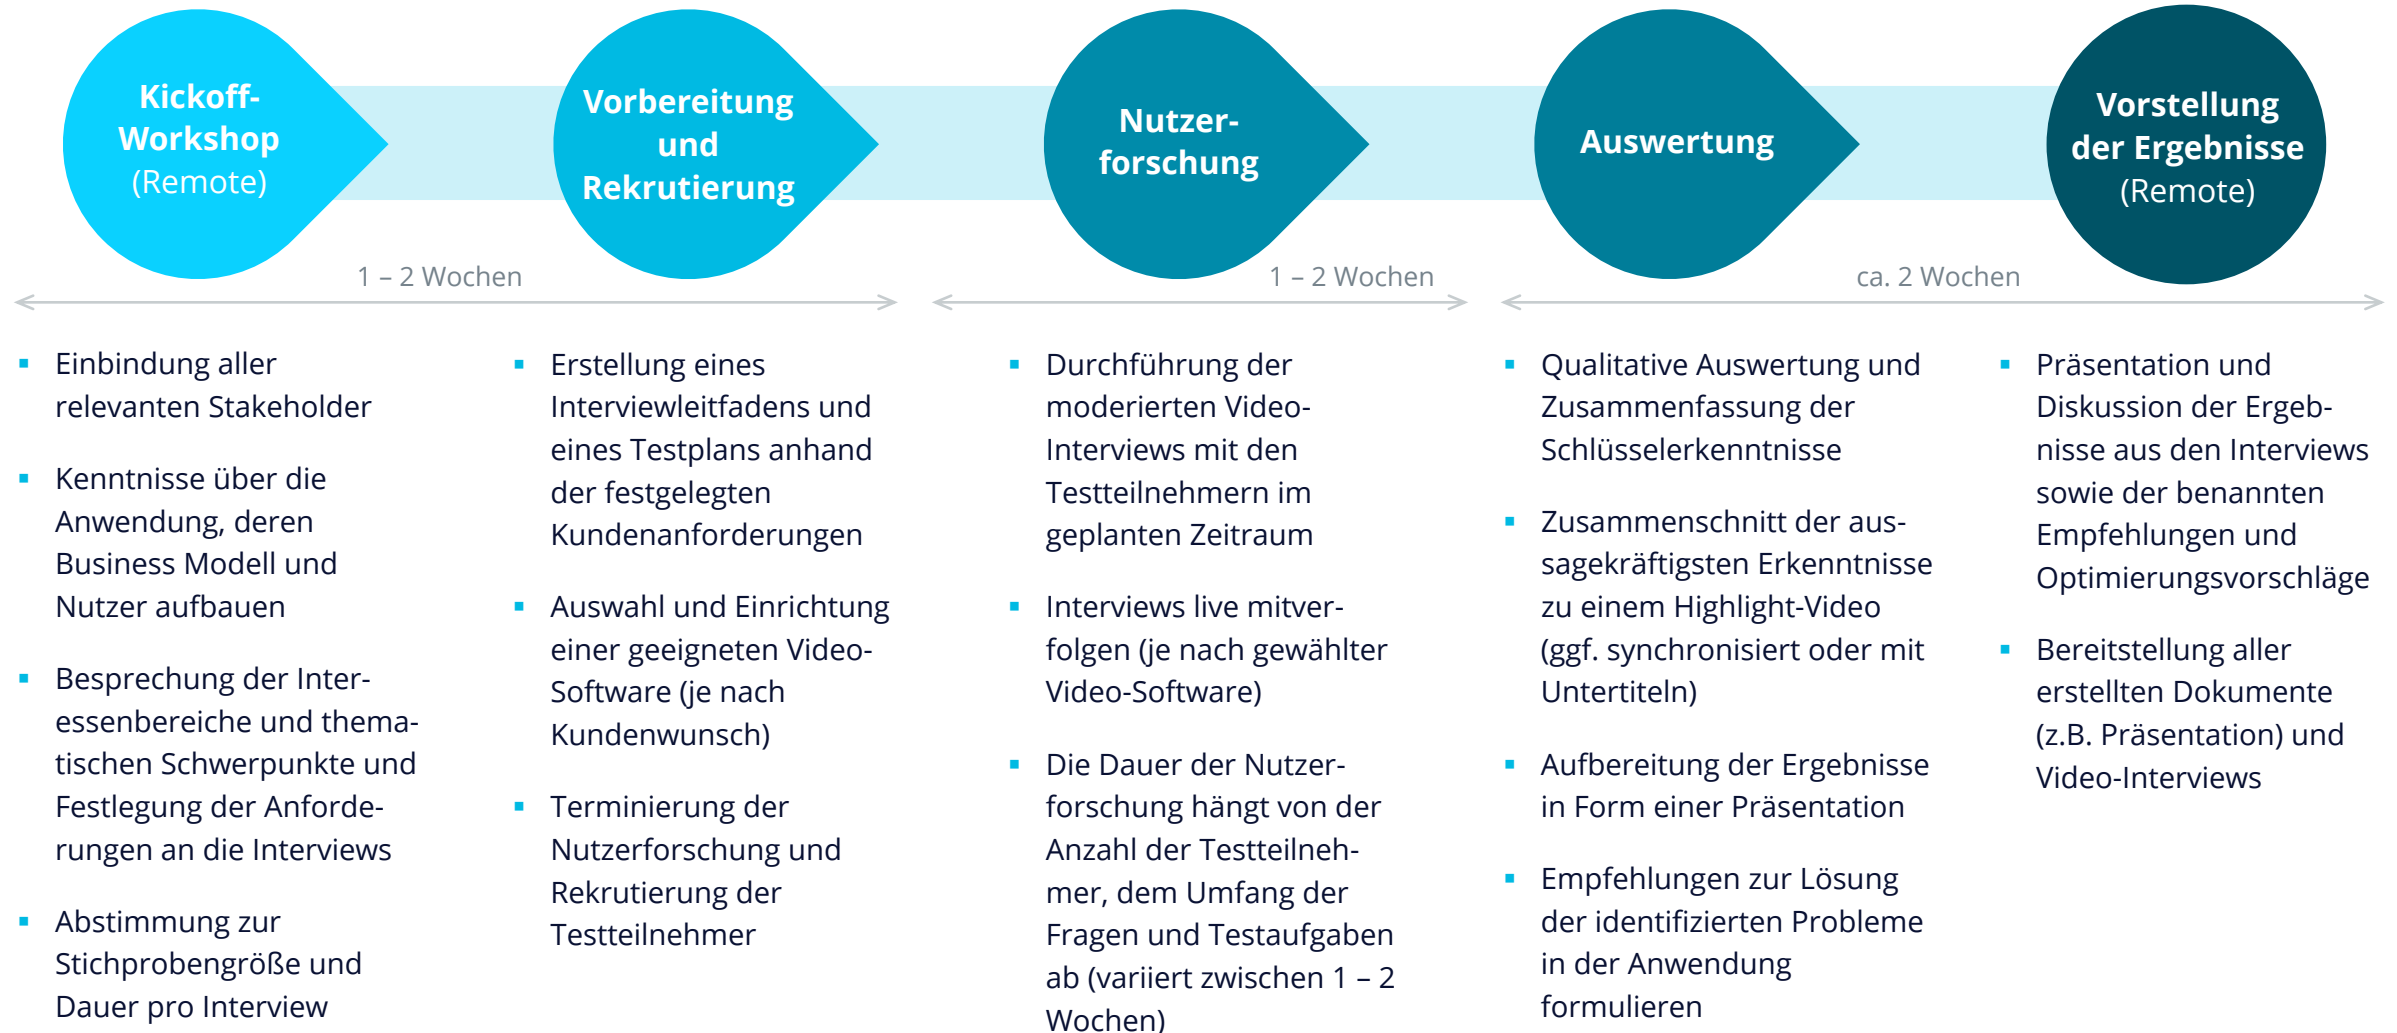 Kickoff-
Workshop
(Remote)
Vorbereitung
und
Rekrutierung
Nutzer-
forschung
Auswertung
Vorstellung
der Ergebnisse
(Remote)
1 – 2 Wochen
1 – 2 Wochen
ca. 2 Wochen
▪ Einbindung aller
relevanten Stakeholder
▪ Kenntnisse über die
Anwendung, deren
Business Modell und
Nutzer aufbauen
▪ Besprechung der Inter-
essenbereiche und thema-
tischen Schwerpunkte und
Festlegung der Anforde-
rungen an die Interviews
▪ Abstimmung zur
Stichprobengröße und
Dauer pro Interview
▪ Erstellung eines
Interviewleitfadens und
eines Testplans anhand
der festgelegten
Kundenanforderungen
▪ Auswahl und Einrichtung
einer geeigneten Video-
Software (je nach
Kundenwunsch)
▪ Terminierung der
Nutzerforschung und
Rekrutierung der
Testteilnehmer
▪ Durchführung der
moderierten Video-
Interviews mit den
Testteilnehmern im
geplanten Zeitraum
▪ Interviews live mitver-
folgen (je nach gewählter
Video-Software)
▪ Die Dauer der Nutzer-
forschung hängt von der
Anzahl der Testteilneh-
mer, dem Umfang der
Fragen und Testaufgaben
ab (variiert zwischen 1 – 2
Wochen)
▪ Qualitative Auswertung und
Zusammenfassung der
Schlüsselerkenntnisse
▪ Zusammenschnitt der aus-
sagekräftigsten Erkenntnisse
zu einem Highlight-Video
(ggf. synchronisiert oder mit
Untertiteln)
▪ Aufbereitung der Ergebnisse
in Form einer Präsentation
▪ Empfehlungen zur Lösung
der identifizierten Probleme
in der Anwendung
formulieren
▪ Präsentation und
Diskussion der Ergeb-
nisse aus den Interviews
sowie der benannten
Empfehlungen und
Optimierungsvorschläge
▪ Bereitstellung aller
erstellten Dokumente
(z.B. Präsentation) und
Video-Interviews